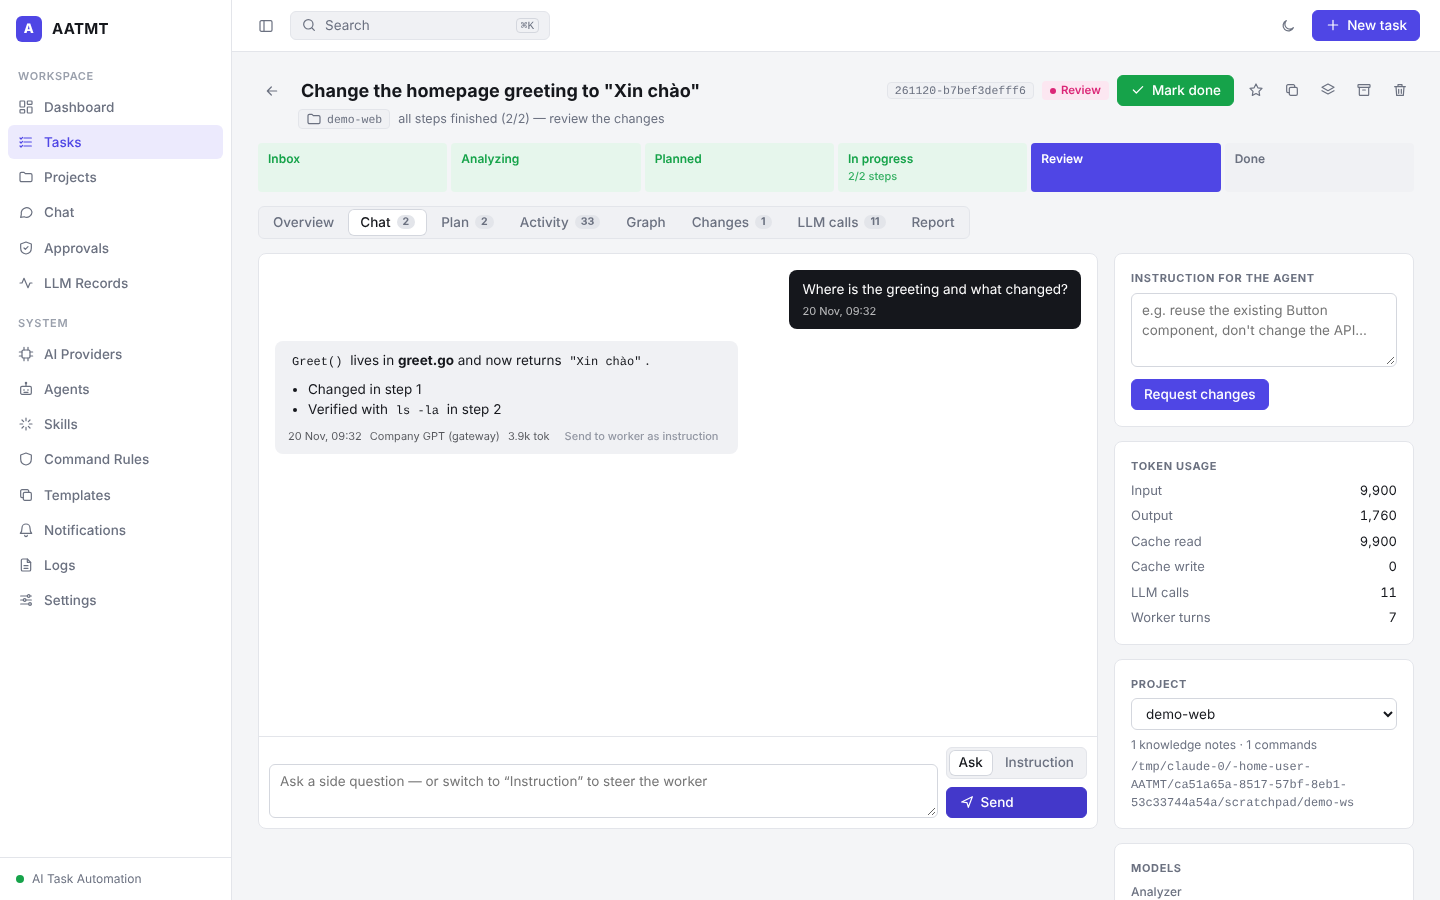 A AATMT
WORKSPACE
Dashboard
Tasks
Projects
Chat
Approvals
LLM Records
SYSTEM
AI Providers
Agents
Skills
Command Rules
Templates
Notifications
Logs
Settings
AI Task Automation
Search ⌘K
New task
Change the homepage greeting to "Xin chào"
261120-b7bef3defff6 Review Mark done
demo-web all steps finished (2/2) — review the changes
Inbox Analyzing Planned In progress Review Done
2/2 steps
Overview Chat 2 Plan 2 Activity 33 Graph Changes 1 LLM calls 11 Report
Where is the greeting and what changed?
20 Nov, 09:32
Greet() lives in greet.go and now returns "Xin chào".
• Changed in step 1
• Verified with ls -la in step 2
20 Nov, 09:32 Company GPT (gateway) 3.9k tok Send to worker as instruction
Ask a side question — or switch to “Instruction” to steer the worker
Ask Instruction
Send
INSTRUCTION FOR THE AGENT
e.g. reuse the existing Button
component, don't change the API...
Request changes
TOKEN USAGE
Input 9,900
Output 1,760
Cache read 9,900
Cache write 0
LLM calls 11
Worker turns 7
PROJECT
demo-web
1 knowledge notes · 1 commands
/tmp/claude-0/-home-user-
AATMT/ca51a65a-8517-57bf-8eb1-
53c33744a54a/scratchpad/demo-ws
MODELS
Analyzer